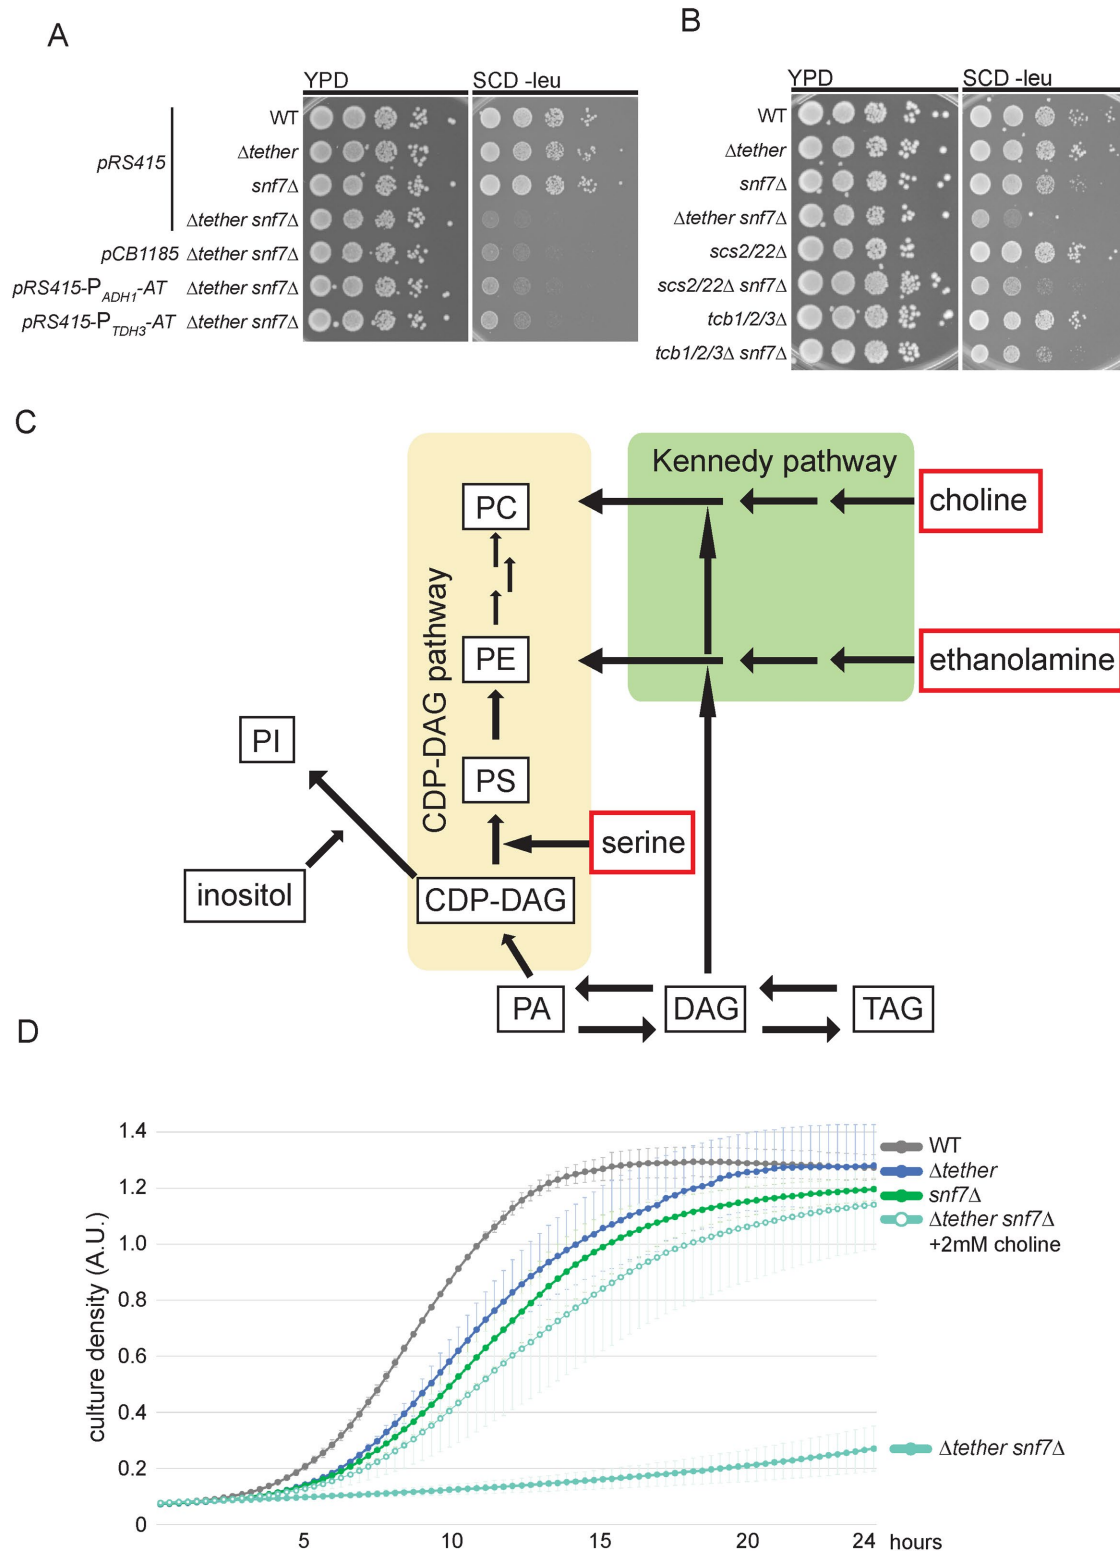 A
YPD
SCD -leu
pRS415
WT
Δtether
snf7Δ
Δtether snf7Δ
pCB1185 Δtether snf7Δ
pRS415-PADH1-AT Δtether snf7Δ
pRS415-PTDH3-AT Δtether snf7Δ
B
YPD
SCD -leu
WT
Δtether
snf7Δ
Δtether snf7Δ
scs2/22Δ
scs2/22Δ snf7Δ
tcb1/2/3Δ
tcb1/2/3Δ snf7Δ
C
CDP-DAG pathway
Kennedy pathway
PC
choline
PE
ethanolamine
PI
PS
serine
inositol
CDP-DAG
PA
DAG
TAG
D
culture density (A.U.)
1.4
1.2
1.0
0.8
0.6
0.4
0.2
0
5
10
15
20
24
hours
WT
Δtether
snf7Δ
Δtether snf7Δ
+2mM choline
Δtether snf7Δ